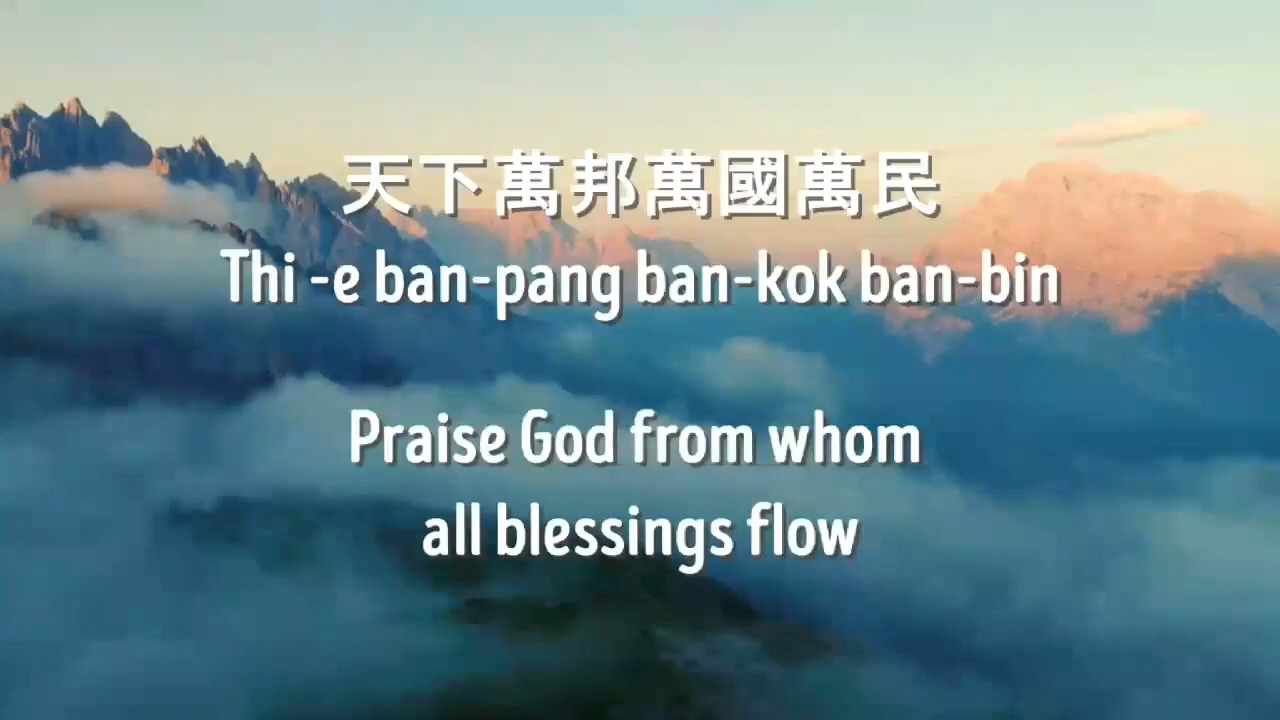 天下萬邦萬國萬民
Thi -e ban-pang ban-kok ban-bin
Praise God from whom
all blessings flow